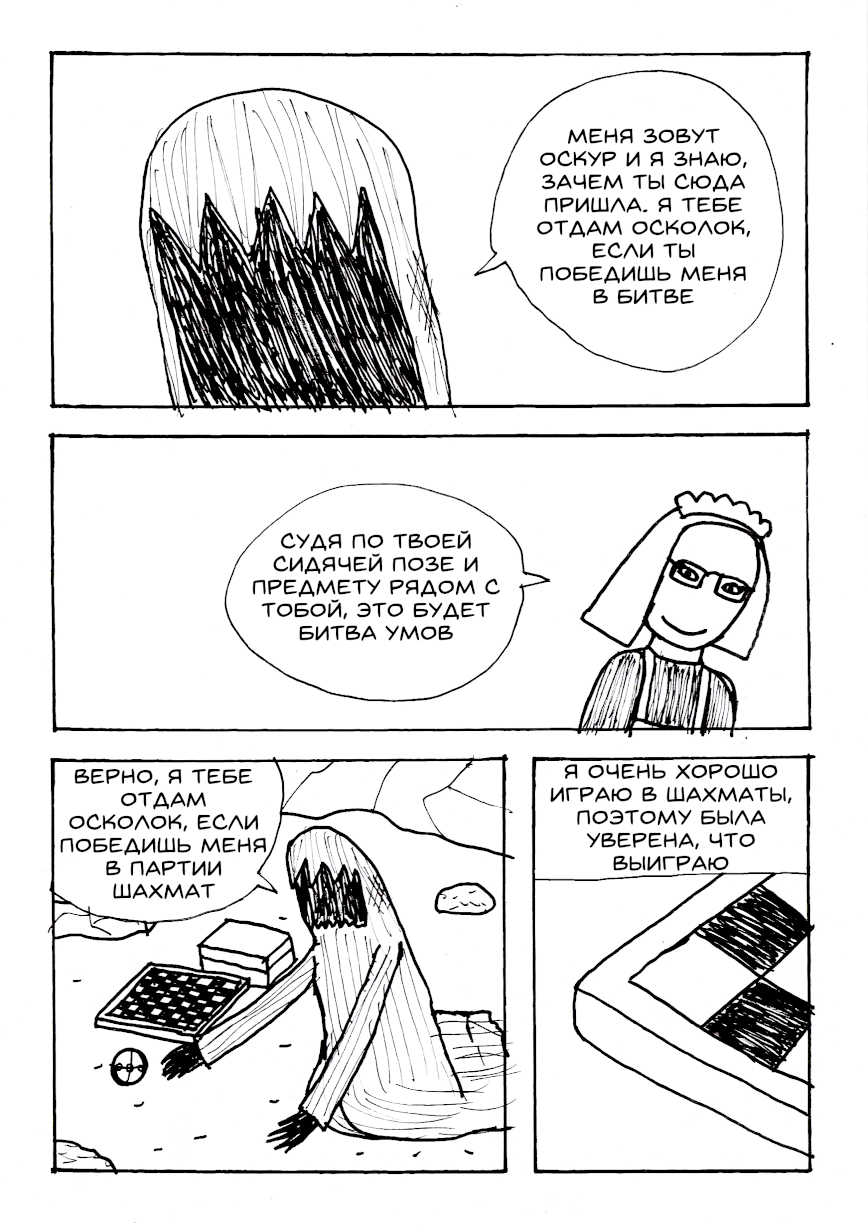 МЕНЯ ЗОВУТ
ОСКУР И Я ЗНАЮ,
ЗАЧЕМ ТЫ СЮДА
ПРИШЛА. Я ТЕБЕ
ОТДАМ ОСКОЛОК,
ЕСЛИ ТЫ
ПОБЕДИШЬ МЕНЯ
В БИТВЕ
СУДЯ ПО ТВОЕЙ
СИДЯЧЕЙ ПОЗЕ И
ПРЕДМЕТУ РЯДОМ С
ТОБОЙ, ЭТО БУДЕТ
БИТВА УМОВ
ВЕРНО, Я ТЕБЕ
ОТДАМ
ОСКОЛОК, ЕСЛИ
ПОБЕДИШЬ МЕНЯ
В ПАРТИИ
ШАХМАТ
Я ОЧЕНЬ ХОРОШО
ИГРАЮ В ШАХМАТЫ,
ПОЭТОМУ БЫЛА
УВЕРЕНА, ЧТО
ВЫИГРАЮ